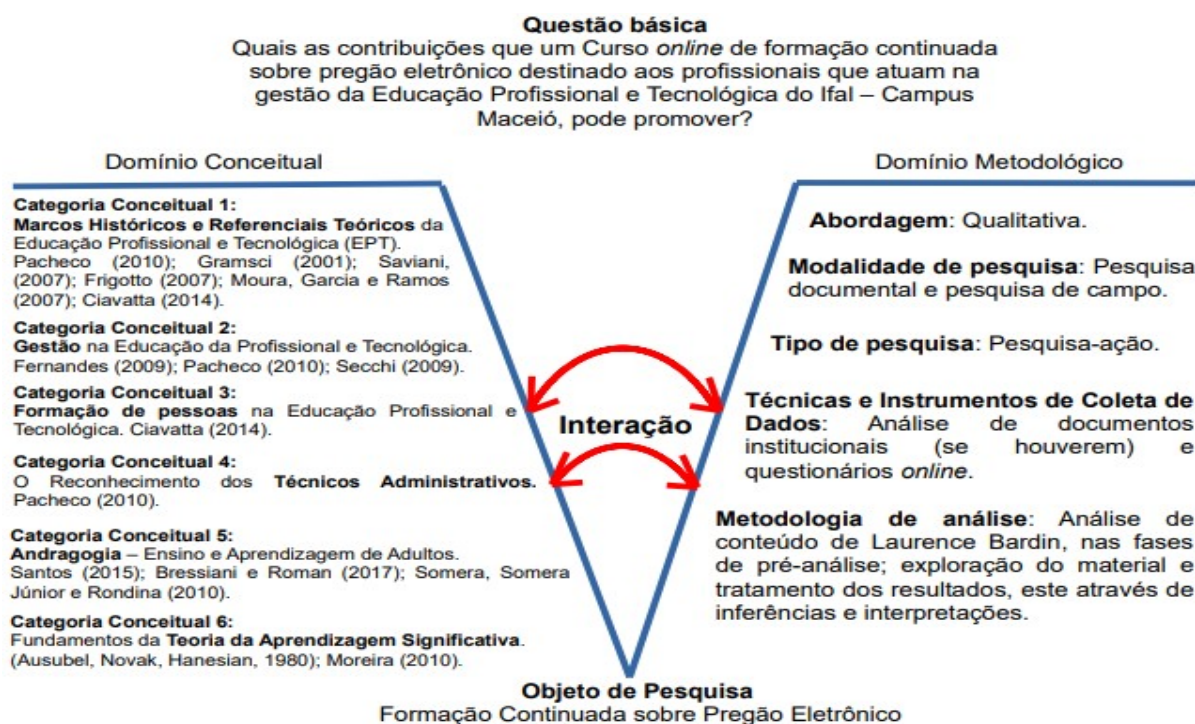 Questão básica
Quais as contribuições que um Curso online de formação continuada
sobre pregão eletrônico destinado aos profissionais que atuam na
gestão da Educação Profissional e Tecnológica do Ifal – Campus
Maceió, pode promover?
Domínio Conceitual
Categoria Conceitual 1:
Marcos Históricos e Referenciais Teóricos da
Educação Profissional e Tecnológica (EPT).
Pacheco (2010); Gramsci (2001); Saviani,
(2007); Frigotto (2007); Moura, Garcia e Ramos
(2007); Ciavatta (2014).
Categoria Conceitual 2:
Gestão na Educação da Profissional e Tecnológica.
Fernandes (2009); Pacheco (2010); Secchi (2009).
Categoria Conceitual 3:
Formação de pessoas na Educação Profissional e
Tecnológica. Ciavatta (2014).
Categoria Conceitual 4:
O Reconhecimento dos Técnicos Administrativos.
Pacheco (2010).
Categoria Conceitual 5:
Andragogia – Ensino e Aprendizagem de Adultos.
Santos (2015); Bressiani e Roman (2017); Somera, Somera
Júnior e Rondina (2010).
Categoria Conceitual 6:
Fundamentos da Teoria da Aprendizagem Significativa.
(Ausubel, Novak, Hanesian, 1980); Moreira (2010).
Interação
Domínio Metodológico
Abordagem: Qualitativa.
Modalidade de pesquisa: Pesquisa
documental e pesquisa de campo.
Tipo de pesquisa: Pesquisa-ação.
Técnicas e Instrumentos de Coleta de
Dados: Análise de documentos
institucionais (se houverem) e
questionários online.
Metodologia de análise: Análise de
conteúdo de Laurence Bardin, nas fases
de pré-análise; exploração do material e
tratamento dos resultados, este através de
inferências e interpretações.
Objeto de Pesquisa
Formação Continuada sobre Pregão Eletrônico